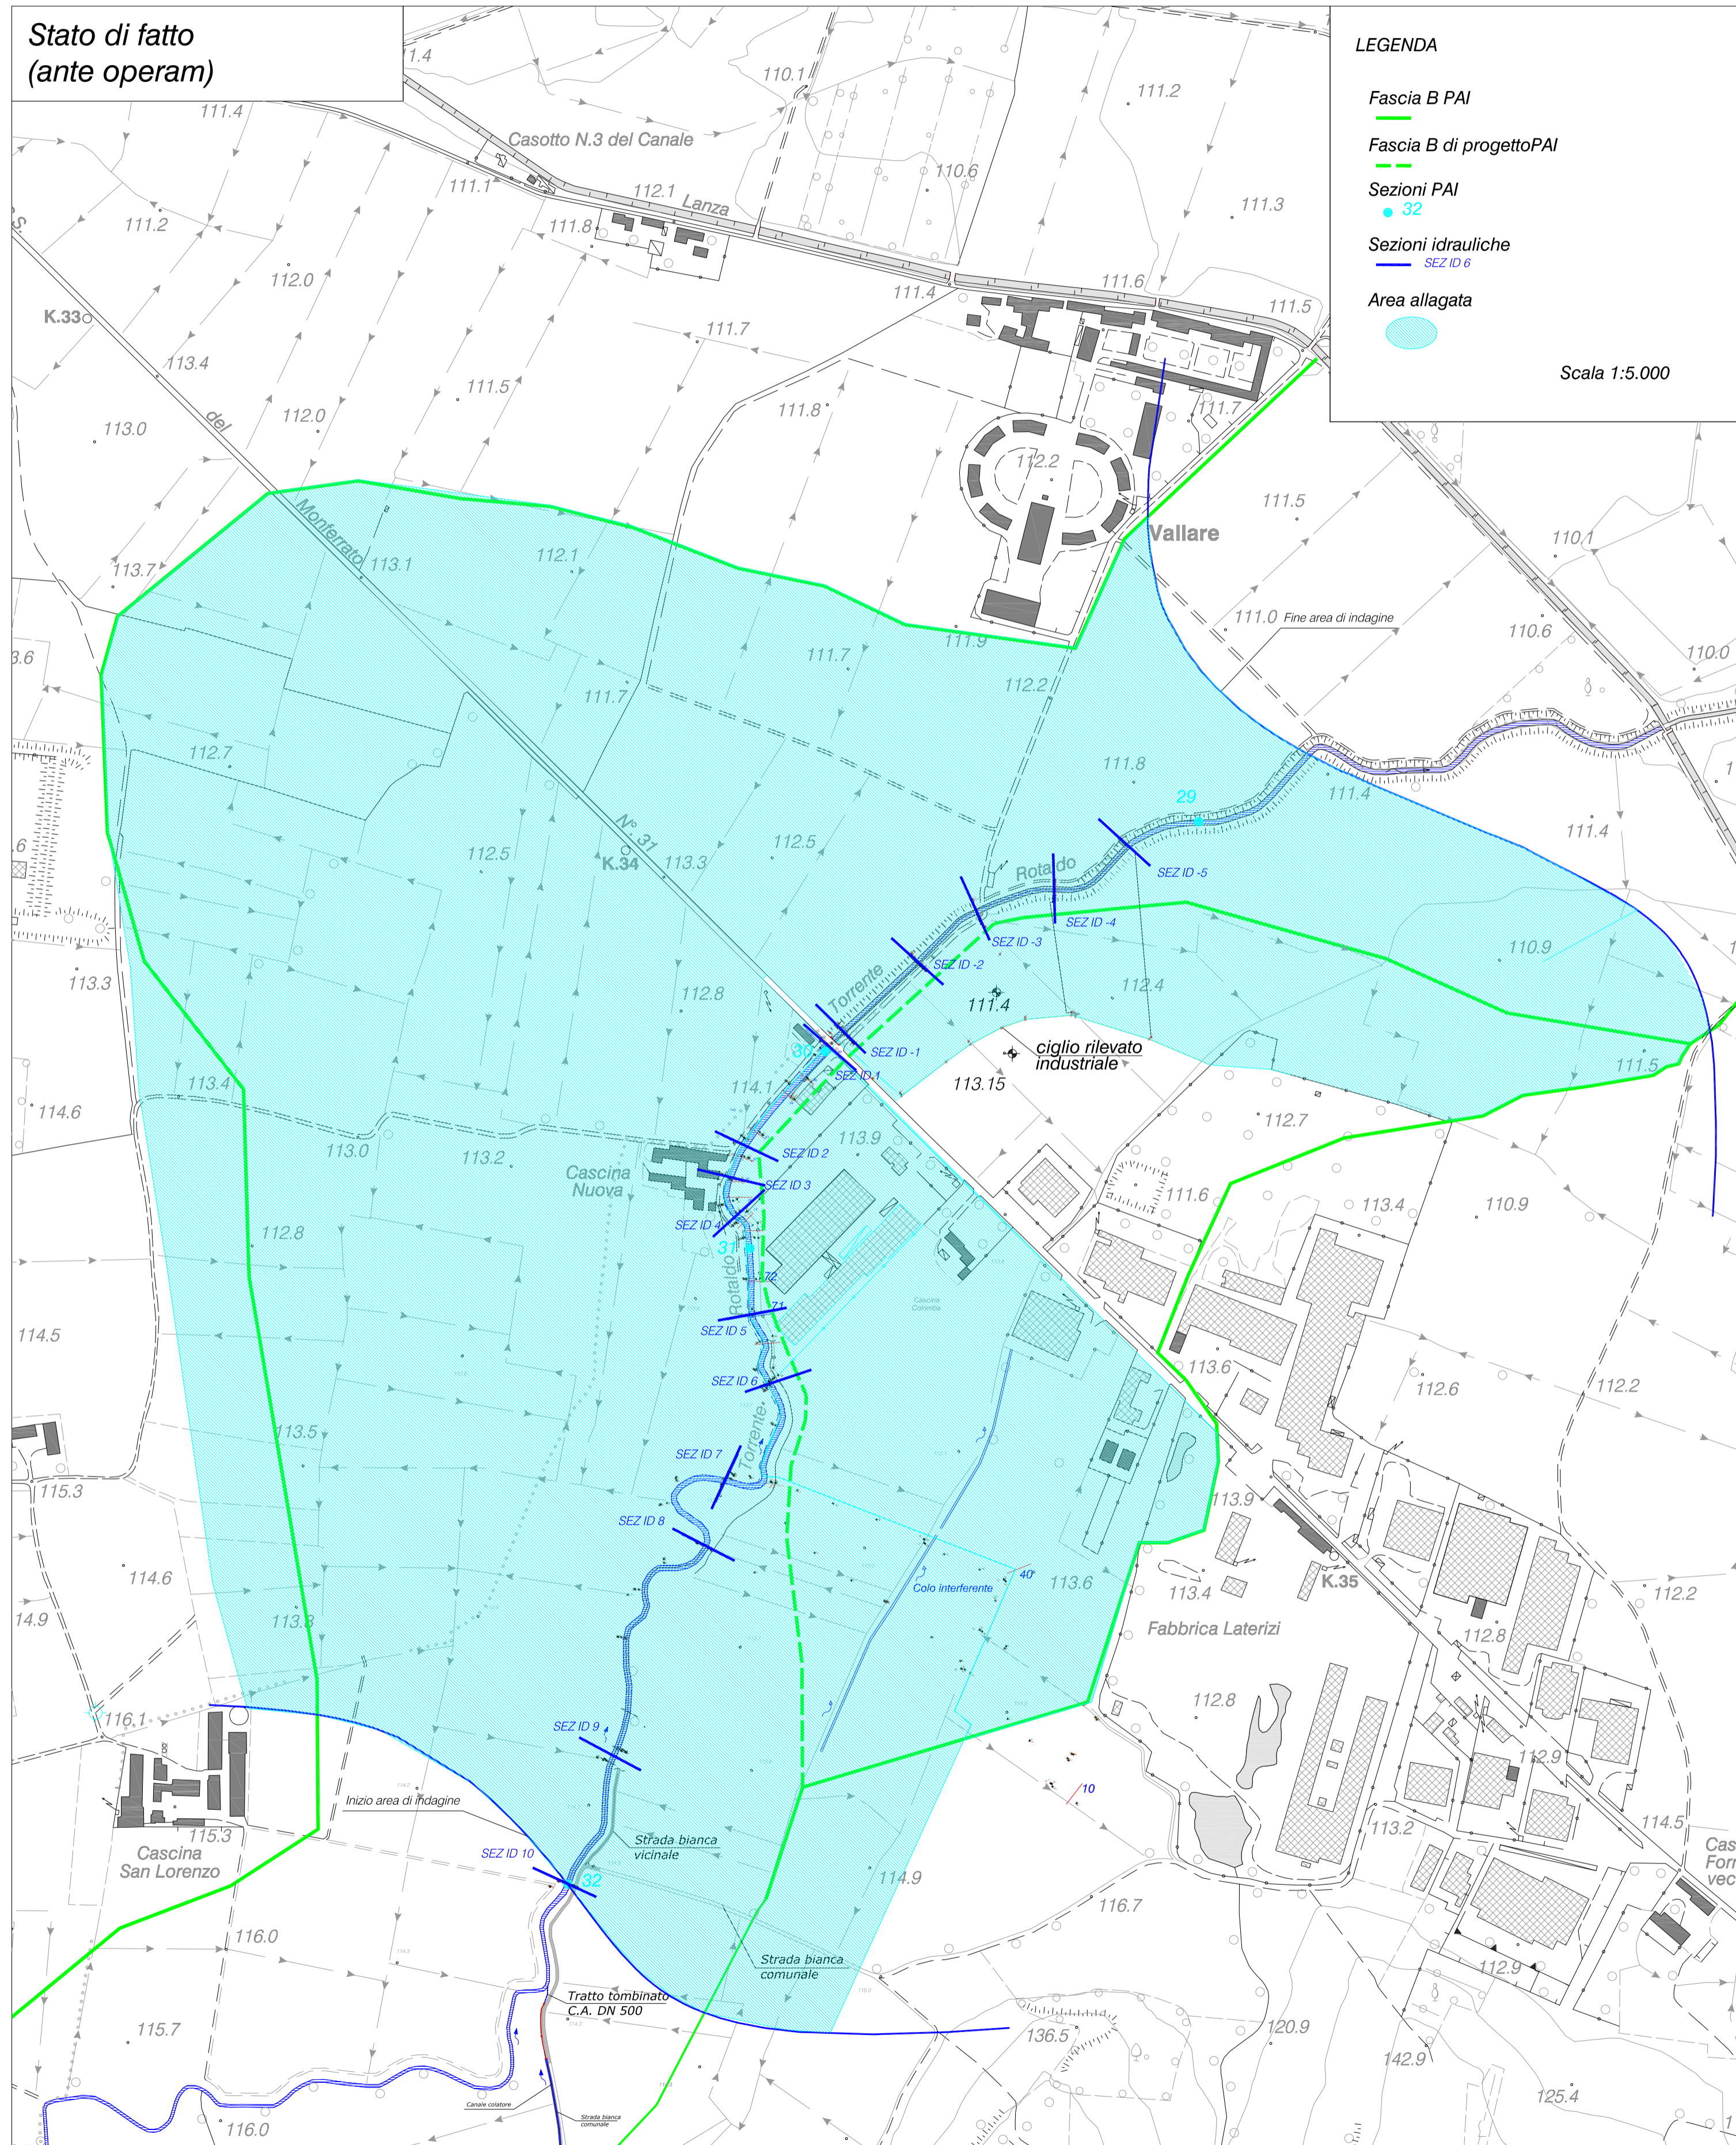 Stato di fatto
(ante operam)
LEGENDA
Fascia B PAI
Fascia B di progettoPAI
Sezioni PAI
32
Sezioni idrauliche
SEZ ID 6
Area allagata
Scala 1:5.000
1.4
110.1
111.2
111.4
Casotto N.3 del Canale
110.6
111.1
112.1
Lanza
111.3
111.2
111.8
S.
112.0
111.4
111.6
111.5
K.33
111.7
113.4
111.5
111.8
111.7
del
112.0
113.0
112.2
111.5
Monferrato
Vallare
110.1
112.1
113.1
113.7
111.0
Fine area di indagine
110.6
111.9
3.6
111.7
110.0
112.2
111.7
112.7
111.8
111.4
29
N°. 31
111.4
K.34
112.5
112.5
113.3
Rotaldo
SEZ ID -5
SEZ ID -4
SEZ ID -3
110.9
SEZ ID -2
113.3
Torrente
112.4
112.8
111.4
ciglio rilevato
industriale
30
SEZ ID -1
SEZ ID 1
113.15
111.5
113.4
114.1
114.6
112.7
113.9
113.0
113.2
SEZ ID 2
Cascina
Nuova
SEZ ID 3
111.6
113.4
110.9
SEZ ID 4
112.8
31
Rotaldo
72
71
Cascina
Colomba
SEZ ID 5
114.5
113.6
SEZ ID 6
112.6
112.2
Torrente
113.5
SEZ ID 7
115.3
113.9
SEZ ID 8
114.6
40
Colo interferente
113.6
113.4
K.35
112.2
14.9
113.3
Fabbrica Laterizi
112.8
116.1
112.8
SEZ ID 9
112.9
10
Inizio area di indagine
115.3
Strada bianca
vicinale
113.2
114.5
Cascina
San Lorenzo
SEZ ID 10
32
114.9
116.7
116.0
Strada bianca
comunale
112.9
Tratto tombinato
C.A. DN 500
115.7
136.5
120.9
142.9
125.4
Canale colatore
Strada bianca
comunale
116.0